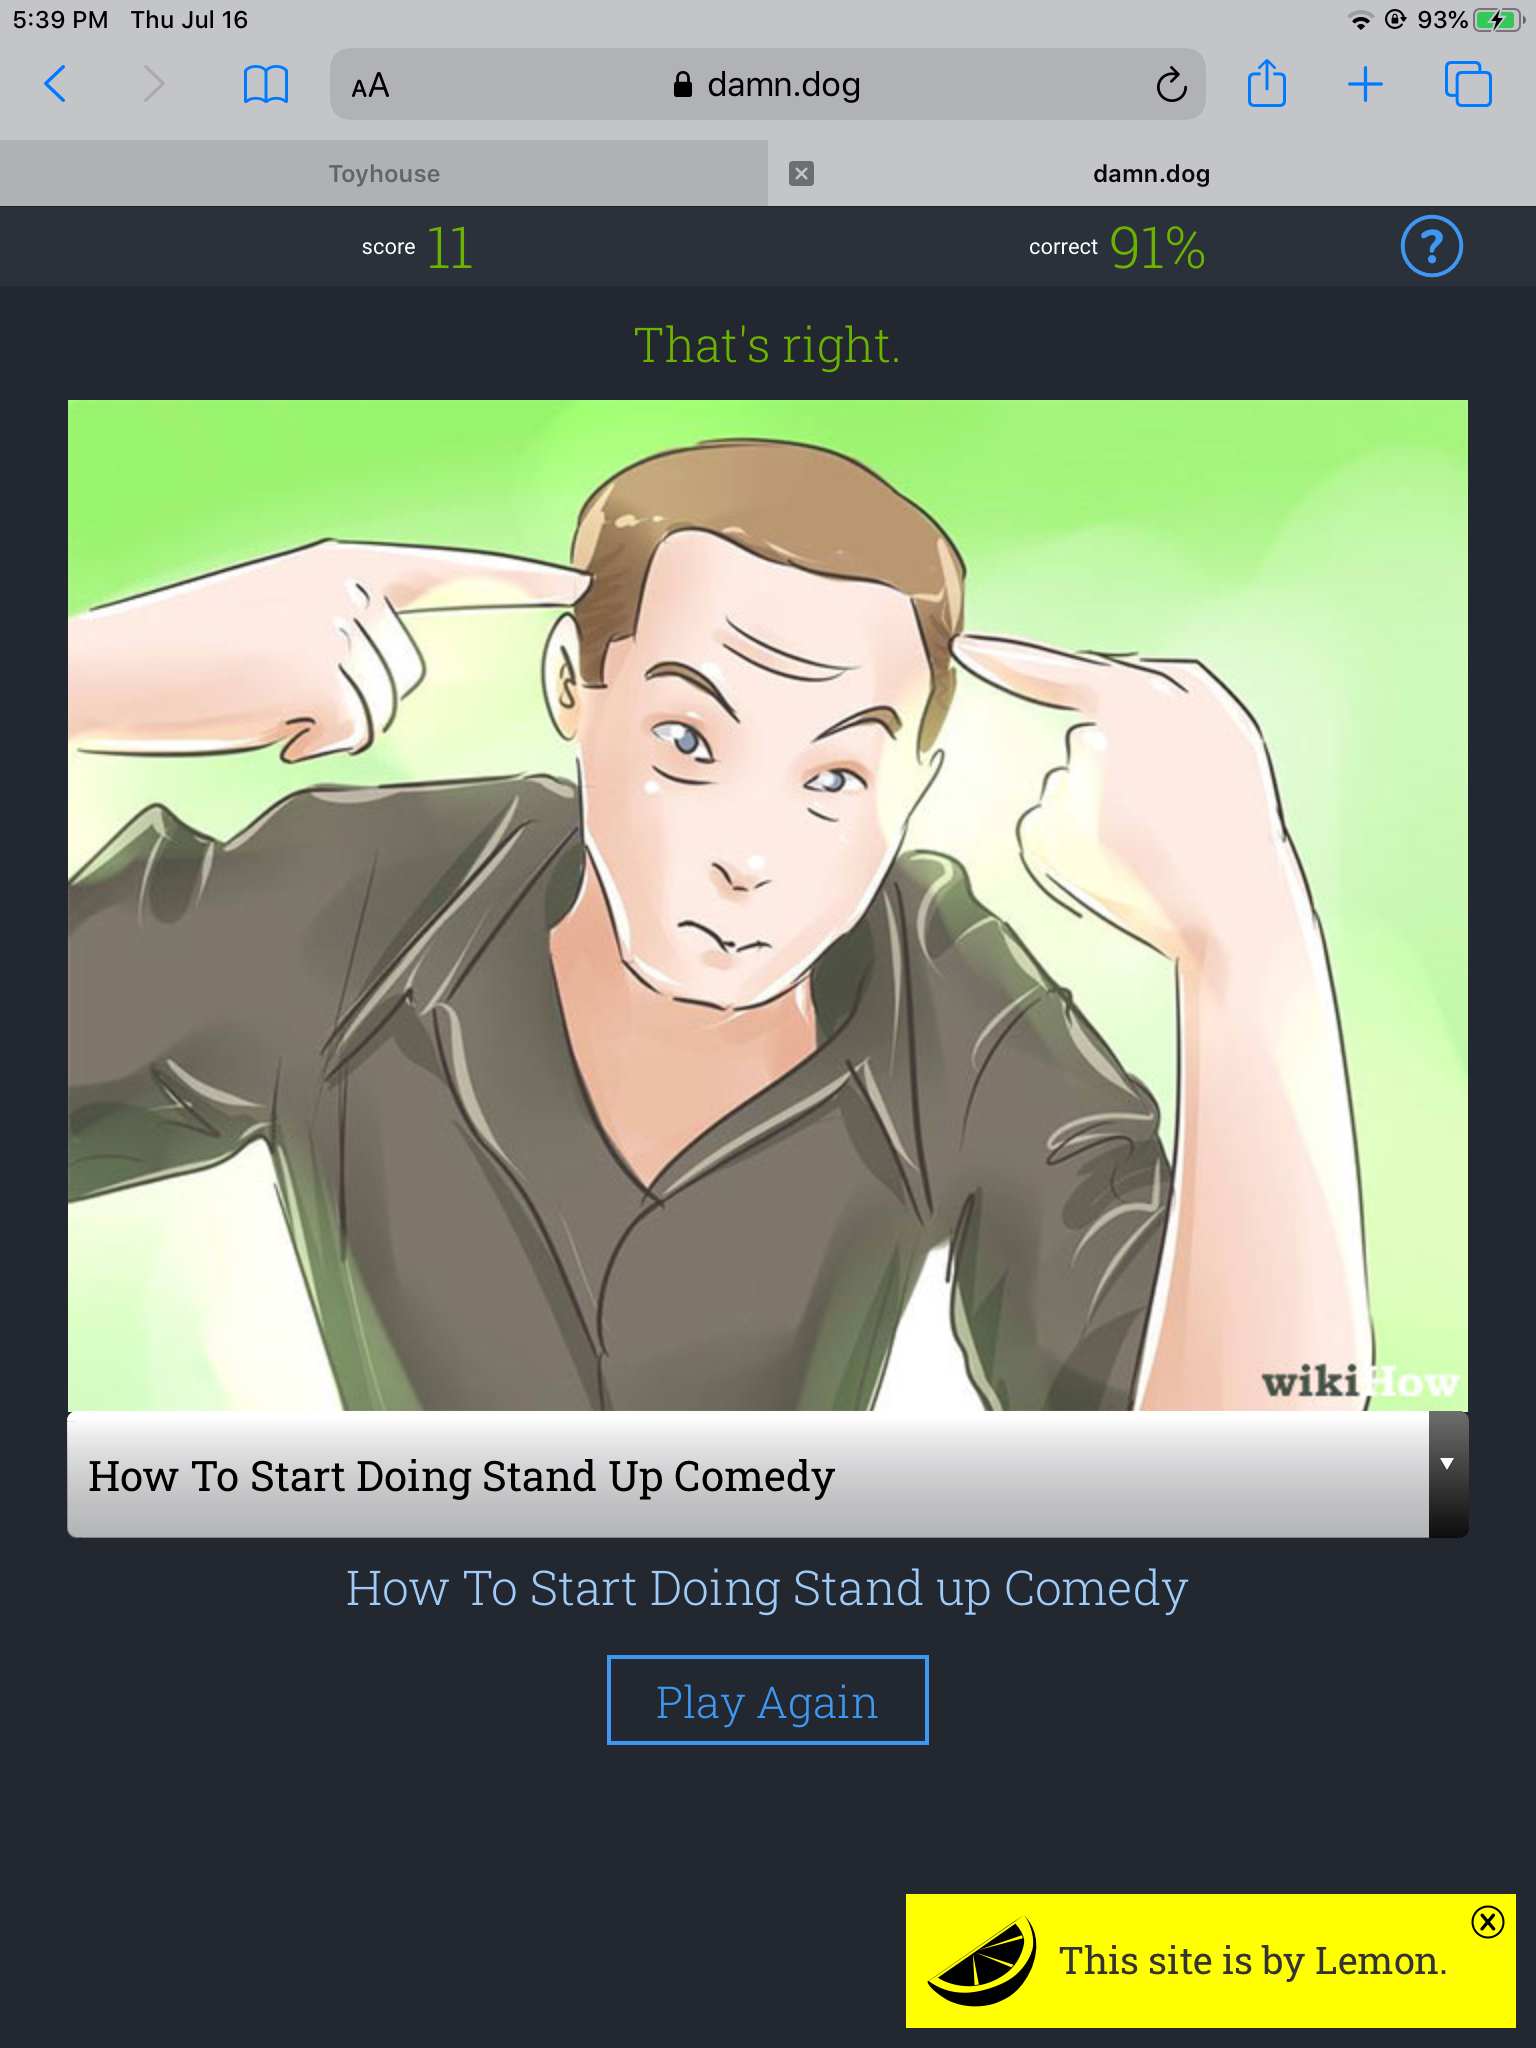 5:39 PM Thu Jul 16 93%
AA damn.dog
Toyhouse damn.dog
score 11 correct 91% ?
That's right.
wikiHow
How To Start Doing Stand Up Comedy
How To Start Doing Stand up Comedy
Play Again
This site is by Lemon.